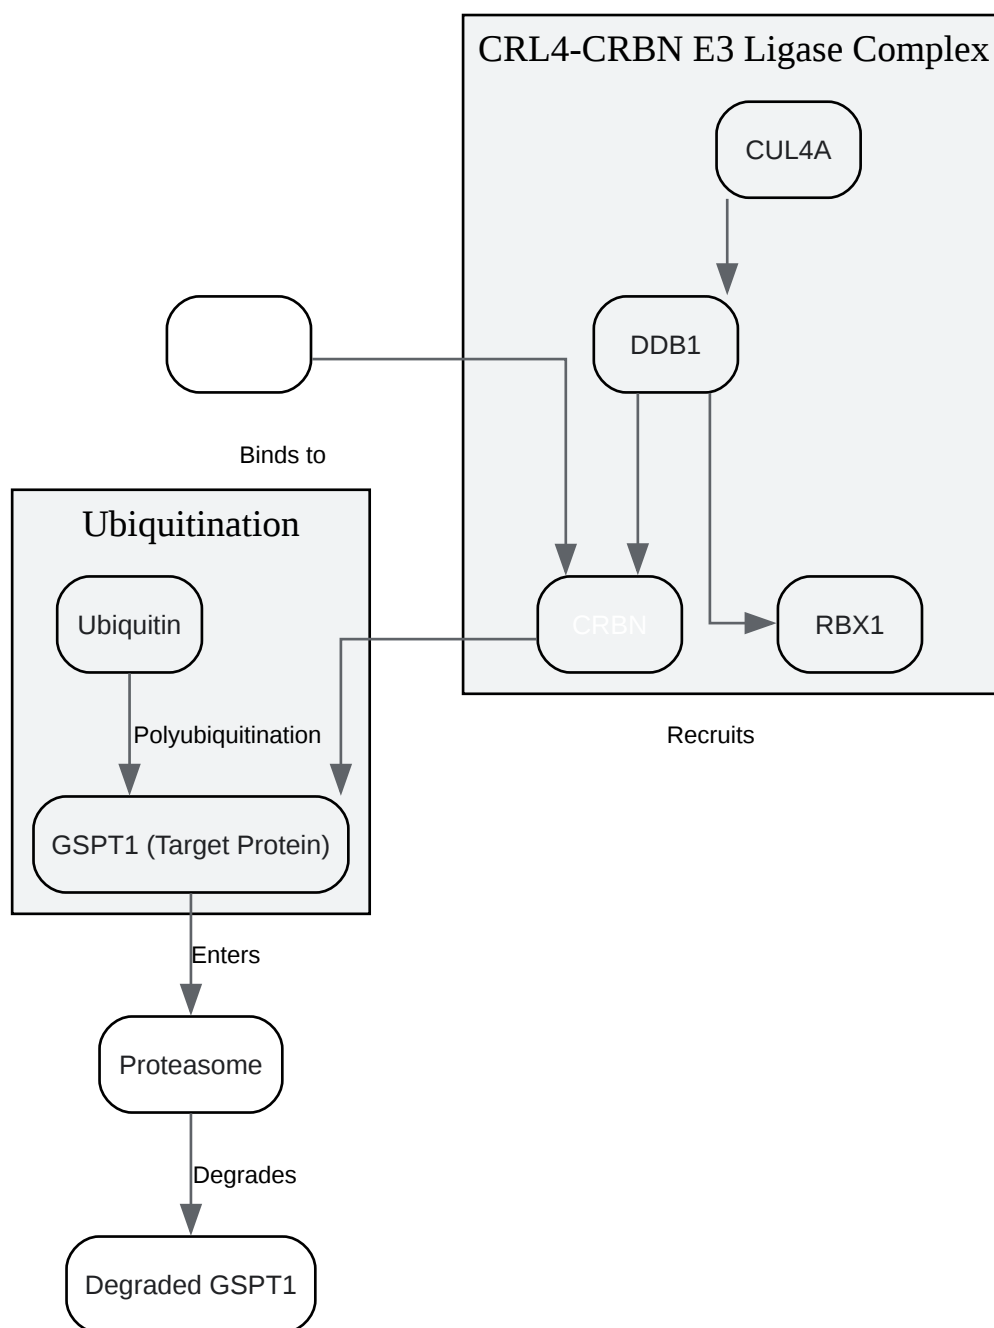 CRL4-CRBN E3 Ligase Complex
CUL4A
DDB1
Binds to
Ubiquitination
Ubiquitin
CRBN
RBX1
Polyubiquitination
Recruits
GSPT1 (Target Protein)
Enters
Proteasome
Degrades
Degraded GSPT1